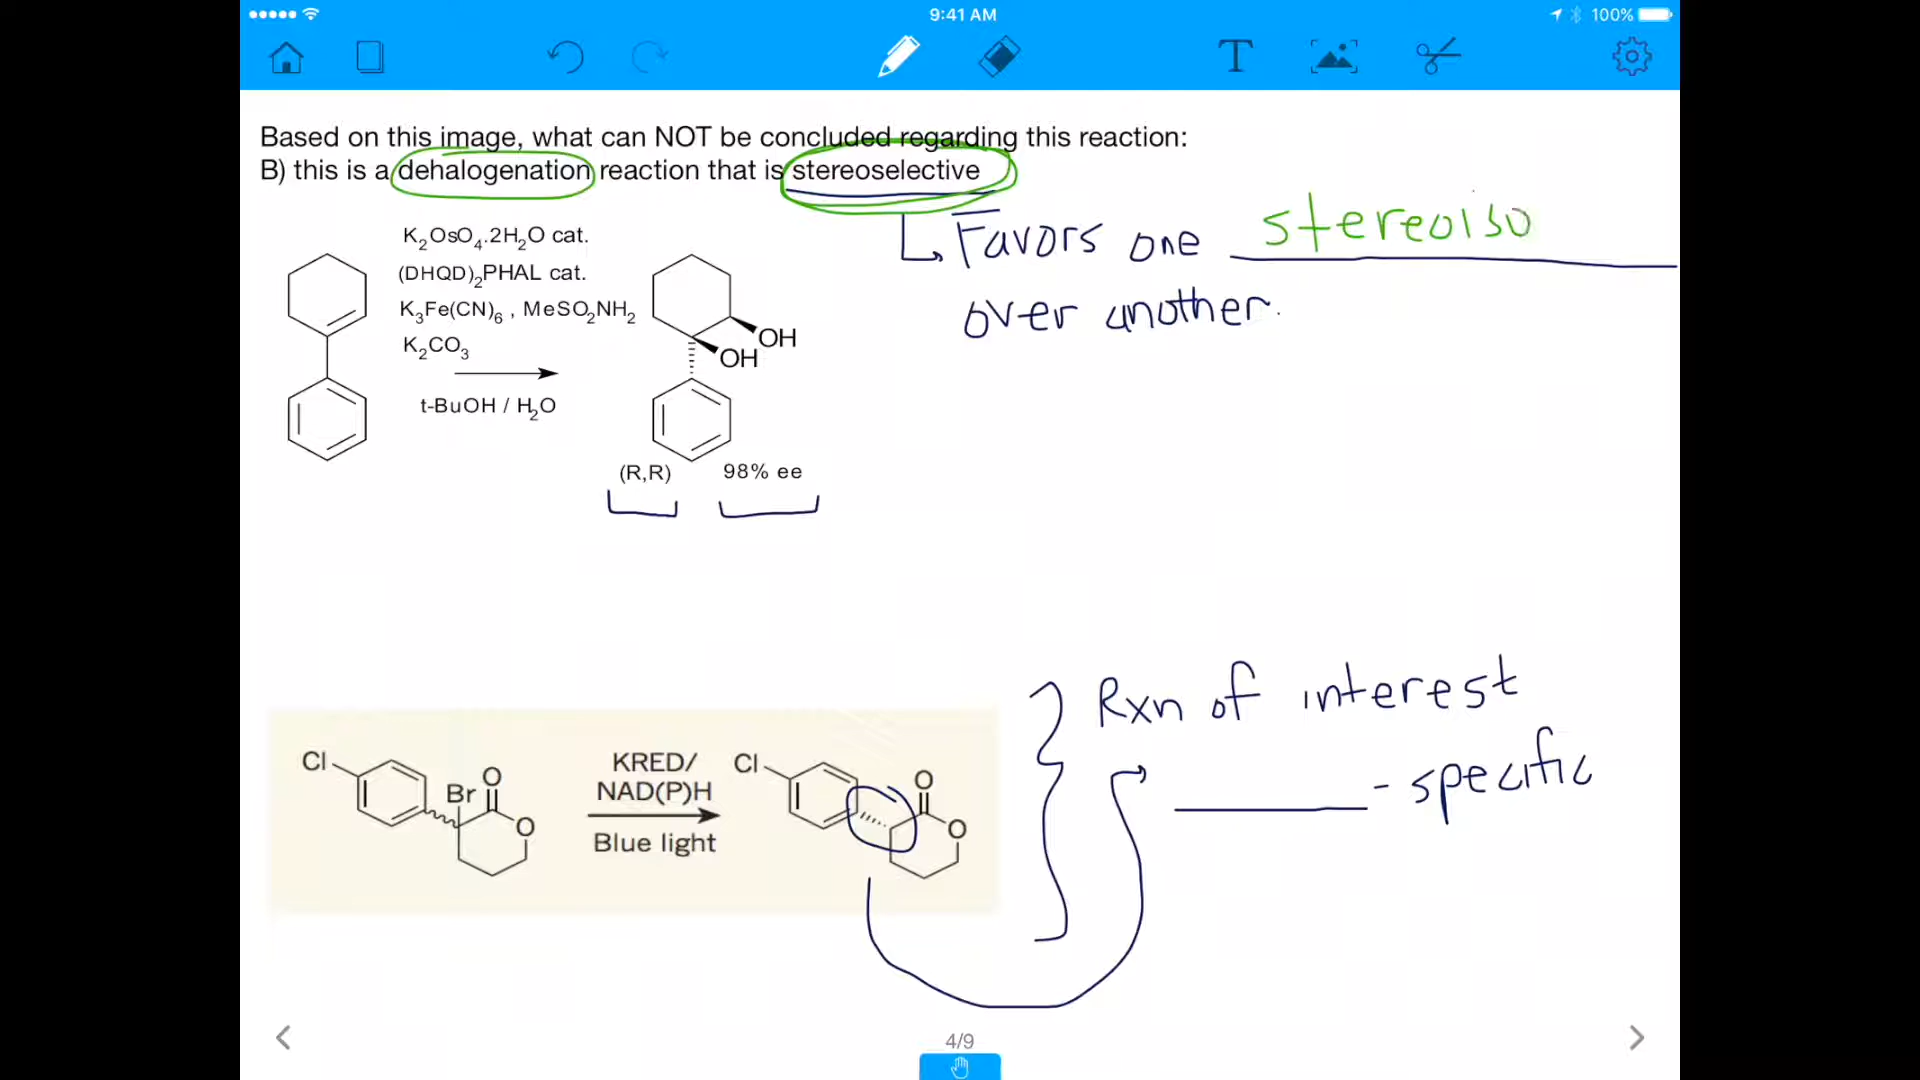 9:41 AM
100%
T
Based on this image, what can NOT be concluded regarding this reaction:
B) this is a dehalogenation reaction that is stereoselective
K2OsO4.2H2O cat.
(DHQD)2PHAL cat.
K3Fe(CN)6 , MeSO2NH2
K2CO3
t-BuOH / H2O
OH
OH
(R,R)
98% ee
Favors one stereoiso
over another.
Cl
Br
O
O
KRED/
NAD(P)H
Blue light
Cl
O
O
Rxn of interest
- specific
4/9